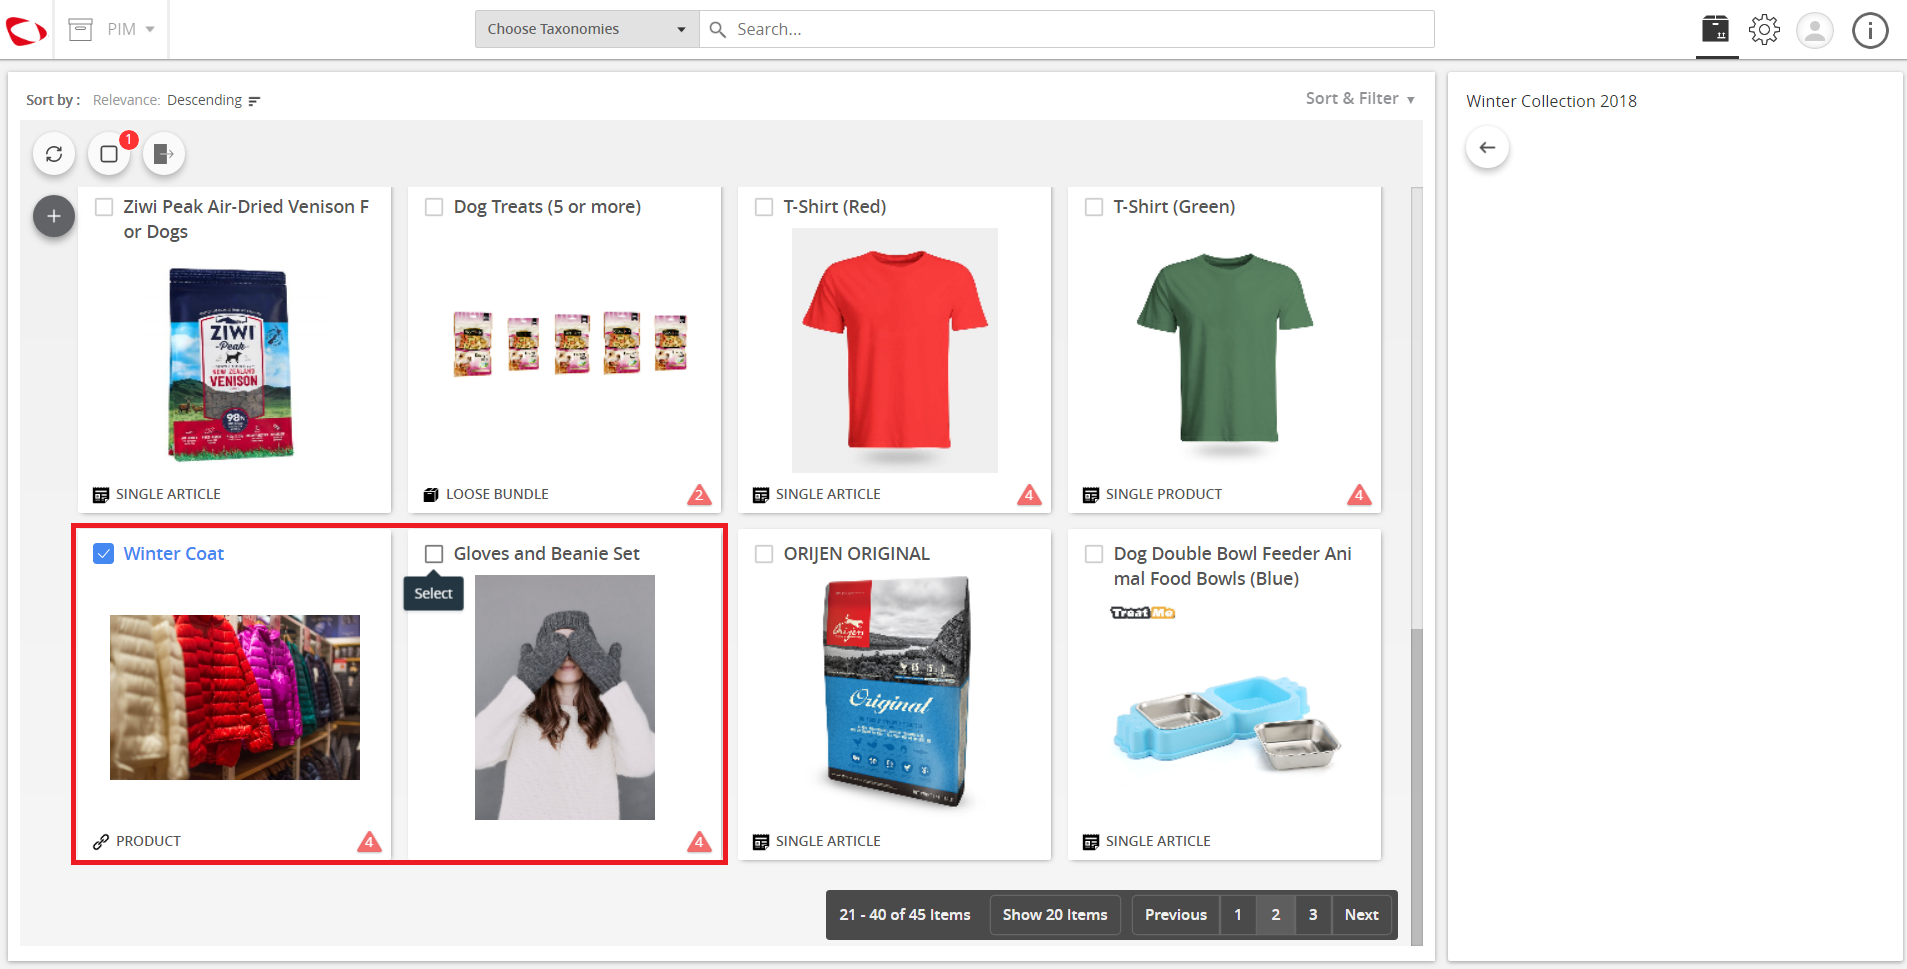 PIM
Choose Taxonomies
Search...
Sort by : Relevance: Descending
Sort & Filter
1
Winter Collection 2018
Ziwi Peak Air-Dried Venison F
or Dogs
ZIWI
Peak
NEW ZEALAND
VENISON
98%
SINGLE ARTICLE
Dog Treats (5 or more)
LOOSE BUNDLE
2
T-Shirt (Red)
SINGLE ARTICLE
4
T-Shirt (Green)
SINGLE PRODUCT
4
Winter Coat
PRODUCT
4
Gloves and Beanie Set
Select
4
ORIJEN ORIGINAL
Orijen
Original
SINGLE ARTICLE
Dog Double Bowl Feeder Ani
mal Food Bowls (Blue)
Treat Me
SINGLE ARTICLE
21 - 40 of 45 Items
Show 20 Items
Previous 1 2 3 Next